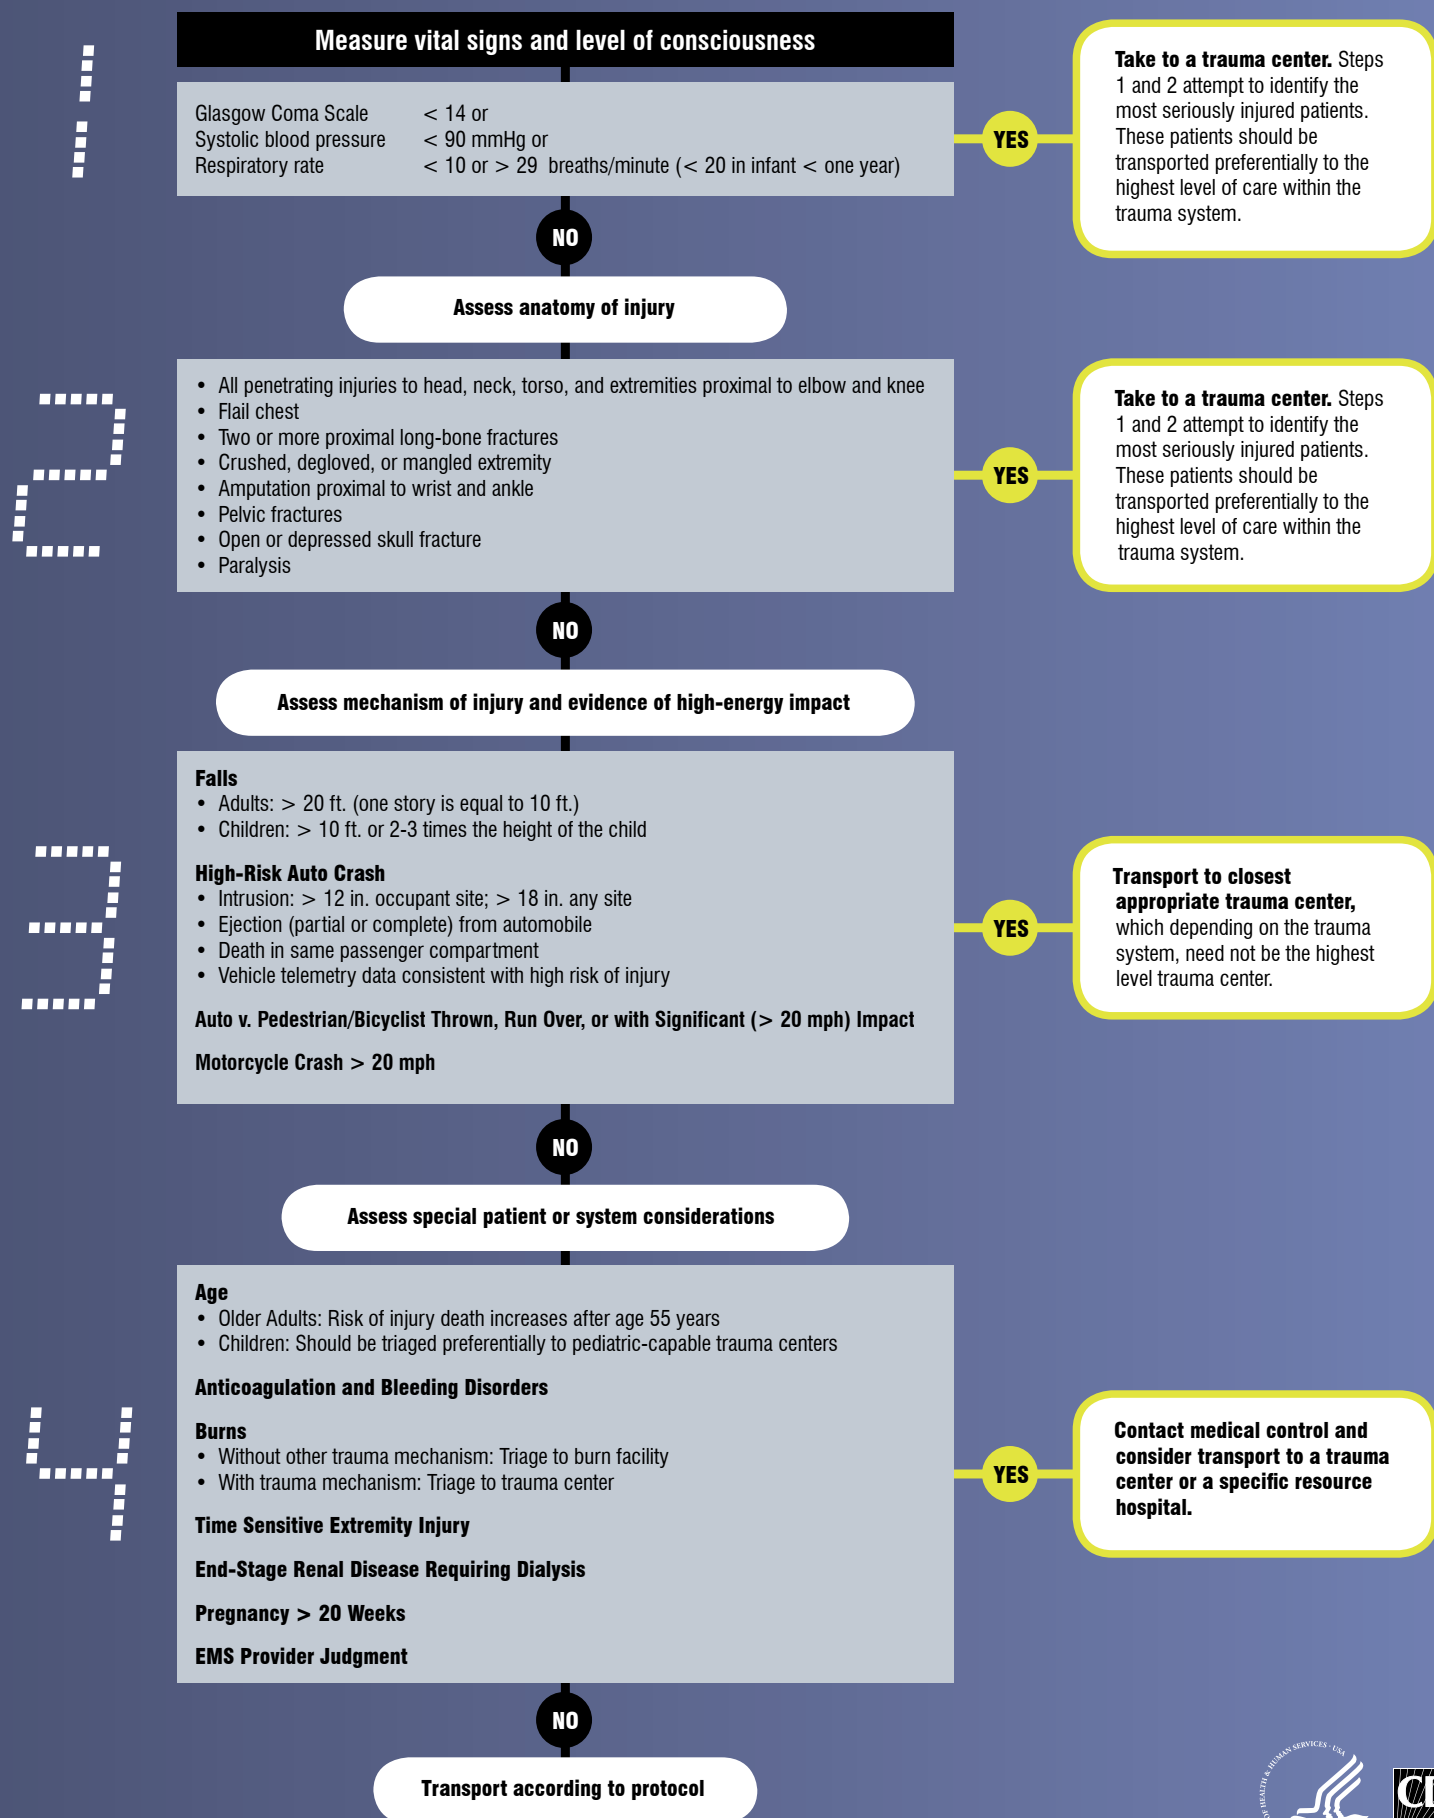 1
Measure vital signs and level of consciousness
Glasgow Coma Scale < 14 or
Systolic blood pressure < 90 mmHg or
Respiratory rate < 10 or > 29 breaths/minute (< 20 in infant < one year)
YES
Take to a trauma center. Steps
1 and 2 attempt to identify the
most seriously injured patients.
These patients should be
transported preferentially to the
highest level of care within the
trauma system.
NO
Assess anatomy of injury
2
• All penetrating injuries to head, neck, torso, and extremities proximal to elbow and knee
• Flail chest
• Two or more proximal long-bone fractures
• Crushed, degloved, or mangled extremity
• Amputation proximal to wrist and ankle
• Pelvic fractures
• Open or depressed skull fracture
• Paralysis
YES
Take to a trauma center. Steps
1 and 2 attempt to identify the
most seriously injured patients.
These patients should be
transported preferentially to the
highest level of care within the
trauma system.
NO
Assess mechanism of injury and evidence of high-energy impact
3
Falls
• Adults: > 20 ft. (one story is equal to 10 ft.)
• Children: > 10 ft. or 2-3 times the height of the child
High-Risk Auto Crash
• Intrusion: > 12 in. occupant site; > 18 in. any site
• Ejection (partial or complete) from automobile
• Death in same passenger compartment
• Vehicle telemetry data consistent with high risk of injury
Auto v. Pedestrian/Bicyclist Thrown, Run Over, or with Significant (> 20 mph) Impact
Motorcycle Crash > 20 mph
YES
Transport to closest
appropriate trauma center,
which depending on the trauma
system, need not be the highest
level trauma center.
NO
Assess special patient or system considerations
4
Age
• Older Adults: Risk of injury death increases after age 55 years
• Children: Should be triaged preferentially to pediatric-capable trauma centers
Anticoagulation and Bleeding Disorders
Burns
• Without other trauma mechanism: Triage to burn facility
• With trauma mechanism: Triage to trauma center
Time Sensitive Extremity Injury
End-Stage Renal Disease Requiring Dialysis
Pregnancy > 20 Weeks
EMS Provider Judgment
YES
Contact medical control and
consider transport to a trauma
center or a specific resource
hospital.
NO
Transport according to protocol
OF HEALTH & HUMAN SERVICES · USA